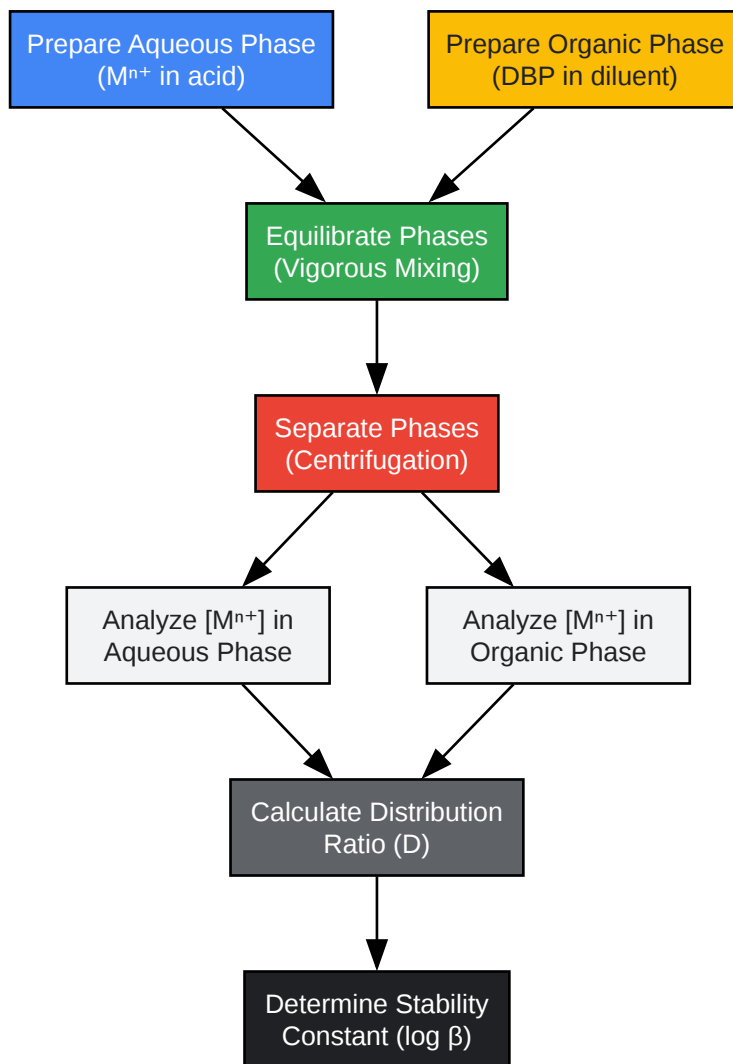 Prepare Aqueous Phase
(Mⁿ⁺ in acid)
Prepare Organic Phase
(DBP in diluent)
Equilibrate Phases
(Vigorous Mixing)
Separate Phases
(Centrifugation)
Analyze [Mⁿ⁺] in
Aqueous Phase
Analyze [Mⁿ⁺] in
Organic Phase
Calculate Distribution
Ratio (D)
Determine Stability
Constant (log β)